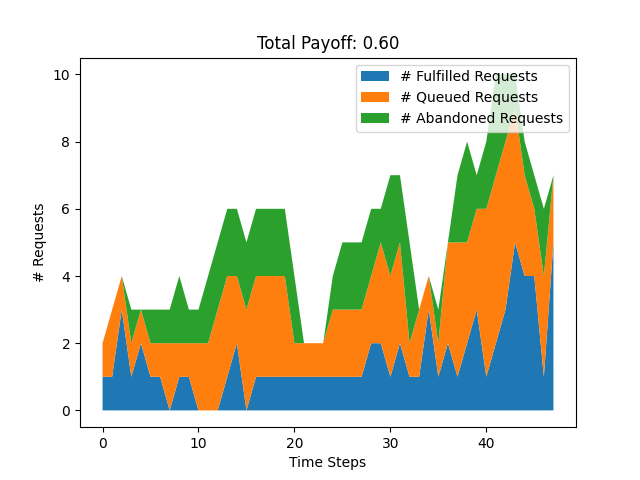 Total Payoff: 0.60
# Fulfilled Requests
# Queued Requests
# Abandoned Requests
10
8
6
4
2
0
# Requests
0 10 20 30 40
Time Steps